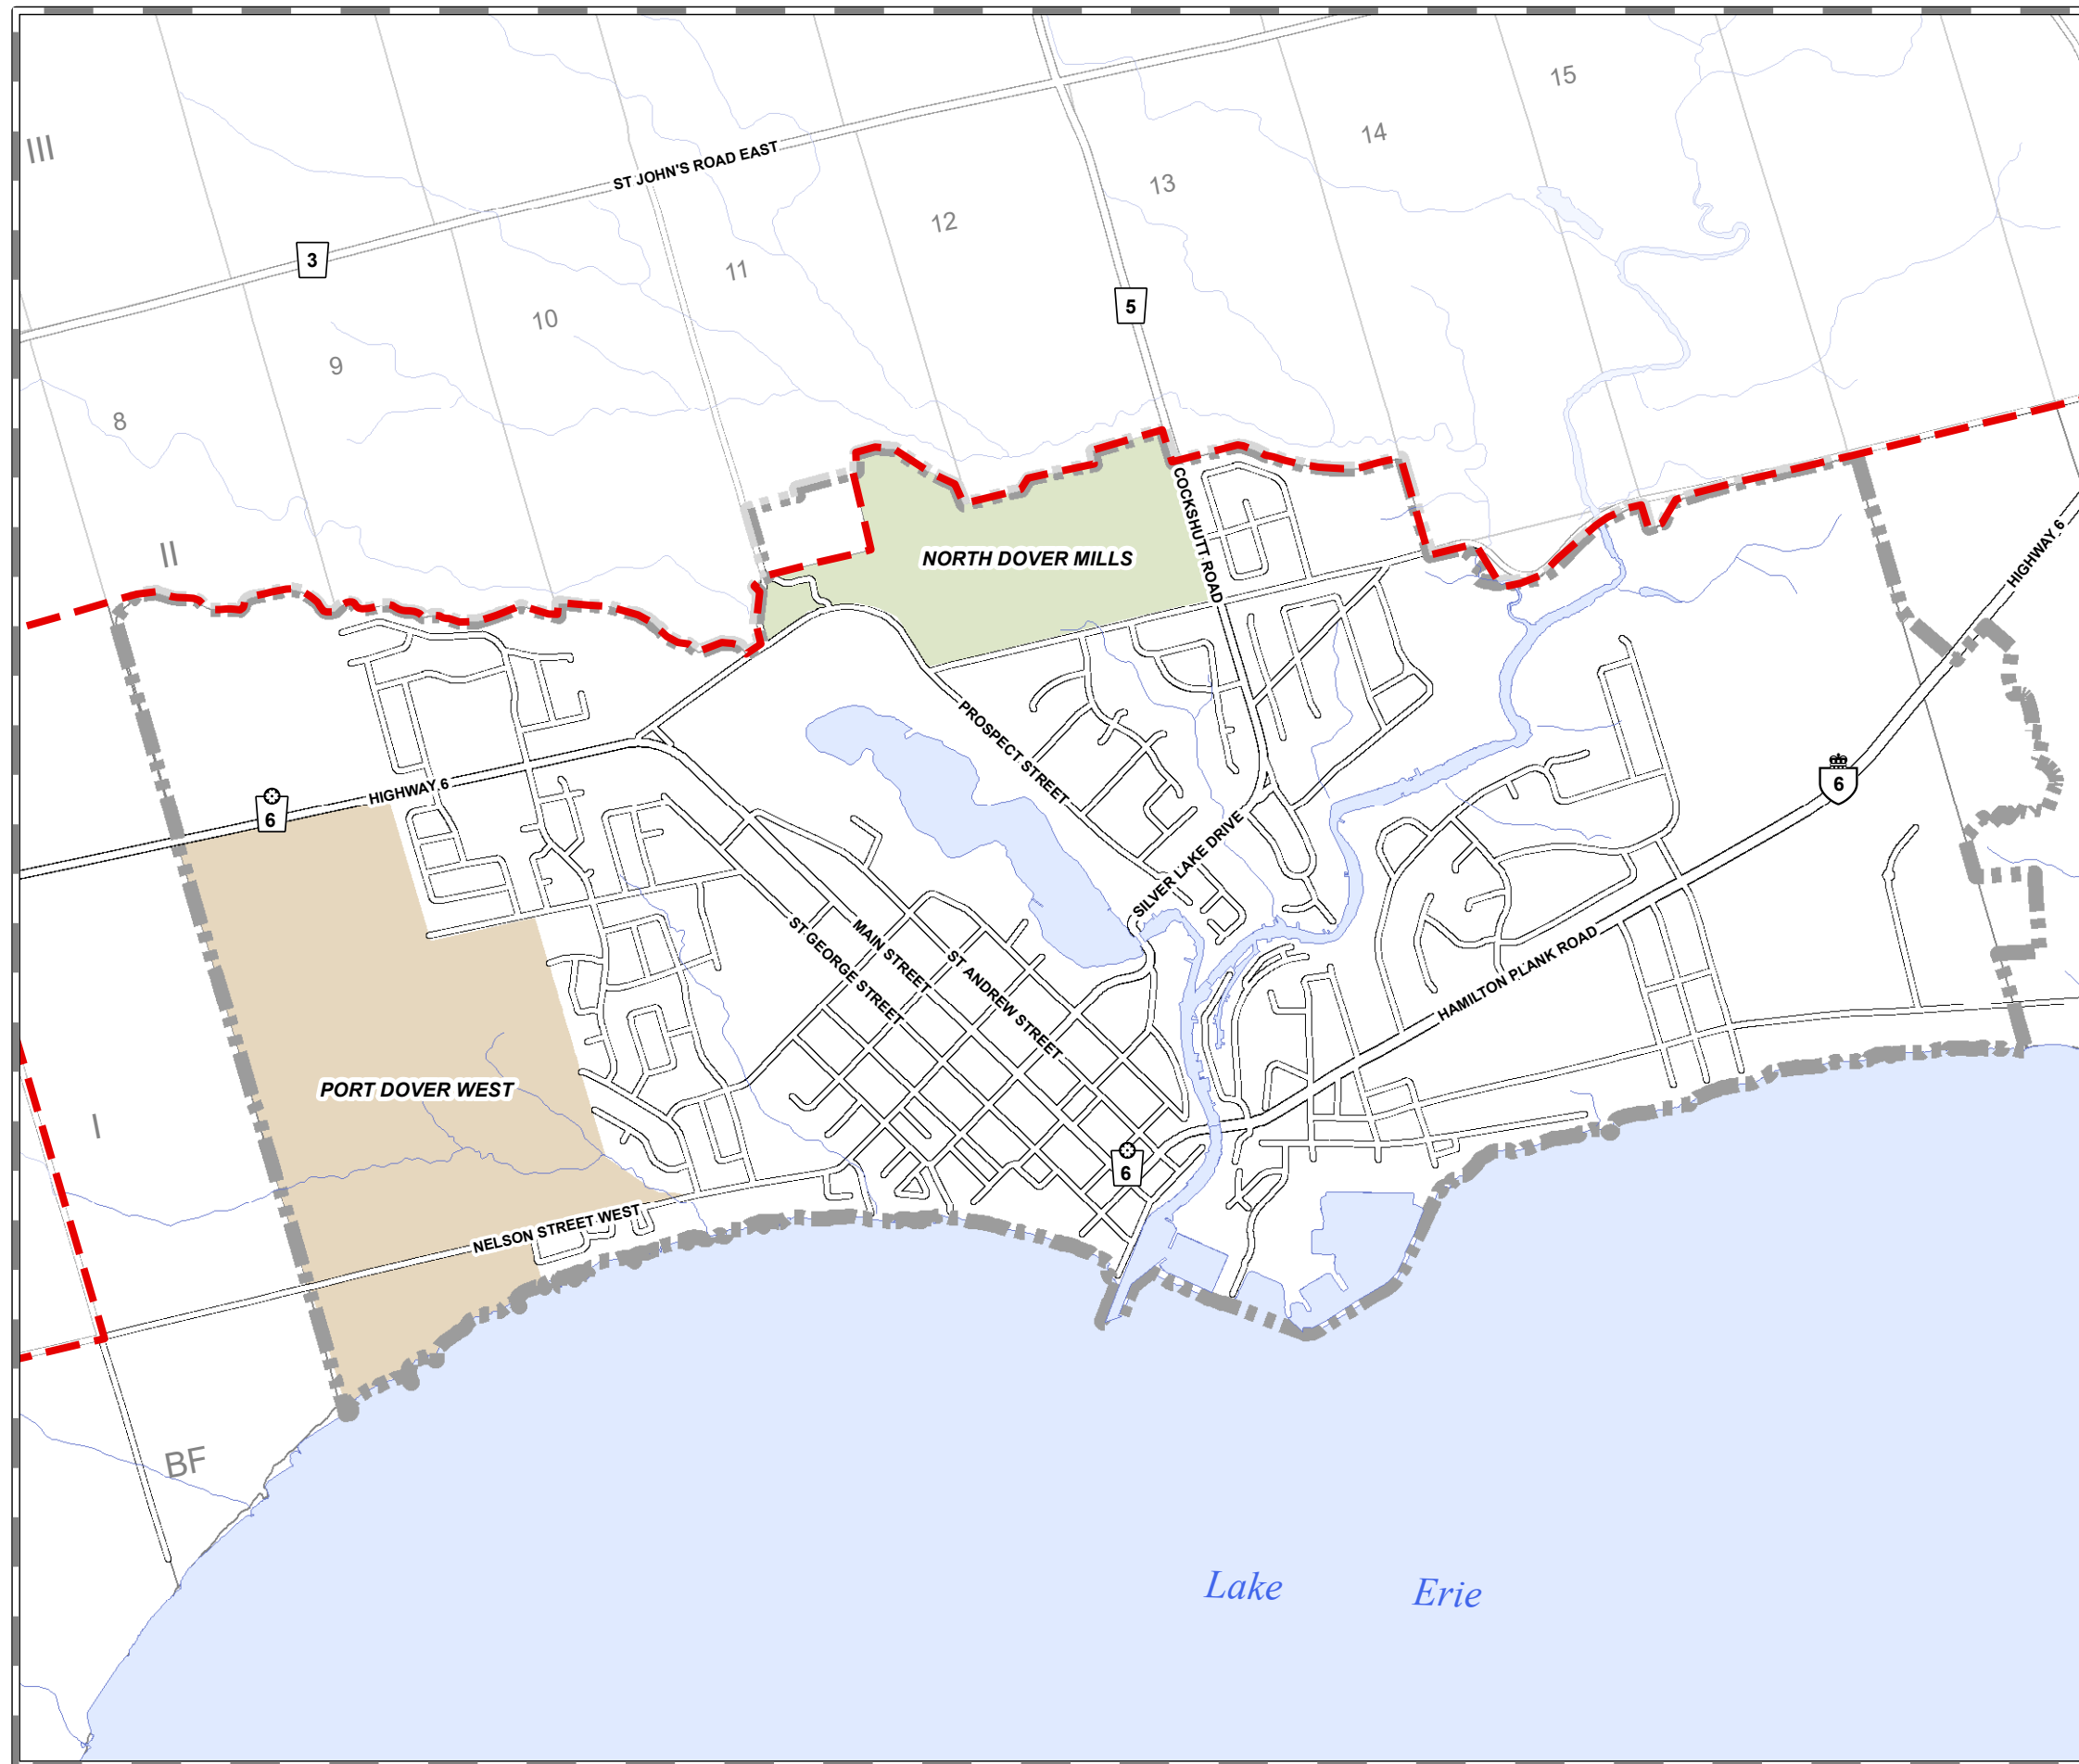 15
14
III
ST JOHN'S ROAD EAST
13
12
3
11
5
10
9
8
COCKSHUTT ROAD
II
NORTH DOVER MILLS
HIGHWAY 6
PROSPECT STREET
HIGHWAY 6
6
6
SILVER LAKE DRIVE
MAIN STREET
ST GEORGE STREET
ST ANDREW STREET
HAMILTON PLANK ROAD
PORT DOVER WEST
I
6
NELSON STREET WEST
BF
Lake Erie